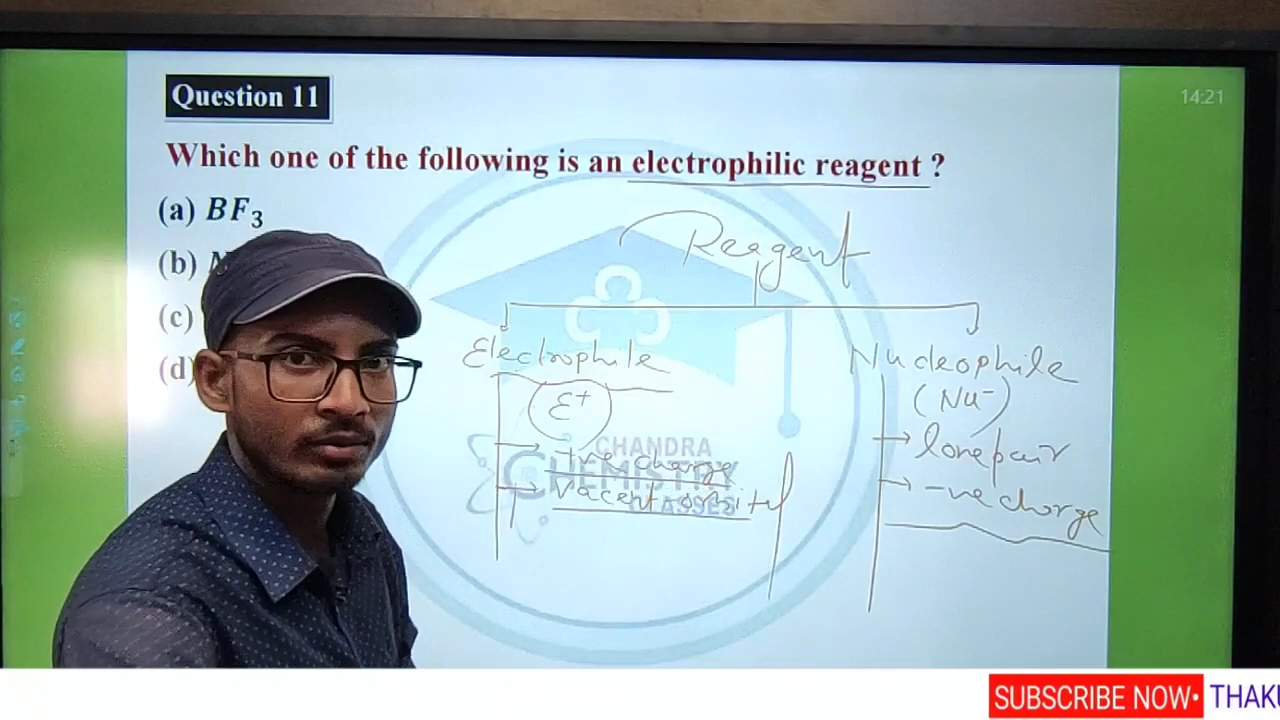 14:21
Question 11
Which one of the following is an electrophilic reagent ?
(a) BF₃
(b) N
(c)
(d)
Reagent
Electrophile
Nucleophile
E⁺
(Nu⁻)
+ve charge
lone pair
Vacent orbital
-ve charge
CHANDRA
CHEMISTRY
CLASSES
SUBSCRIBE NOW• THAKU